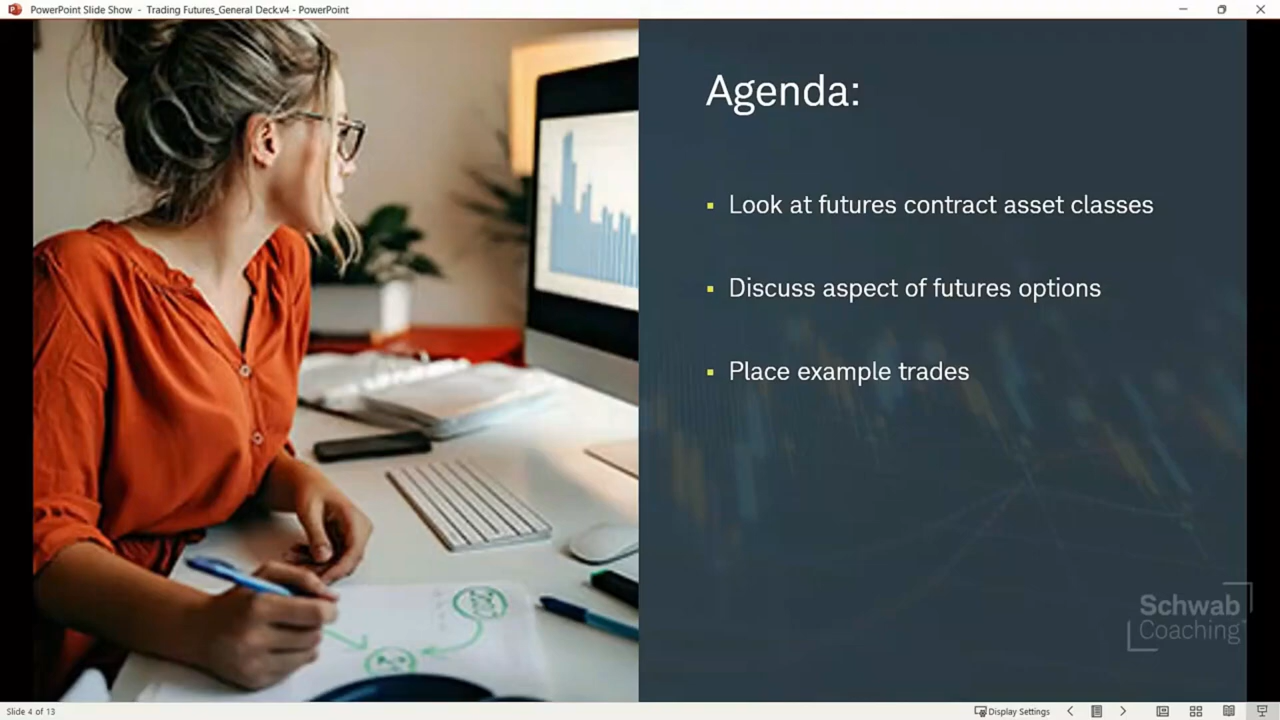 PowerPoint Slide Show - Trading Futures_General Deck.v4 - PowerPoint
Agenda:
Look at futures contract asset classes
Discuss aspect of futures options
Place example trades
Schwab
Coaching
Slide 4 of 13
Display Settings